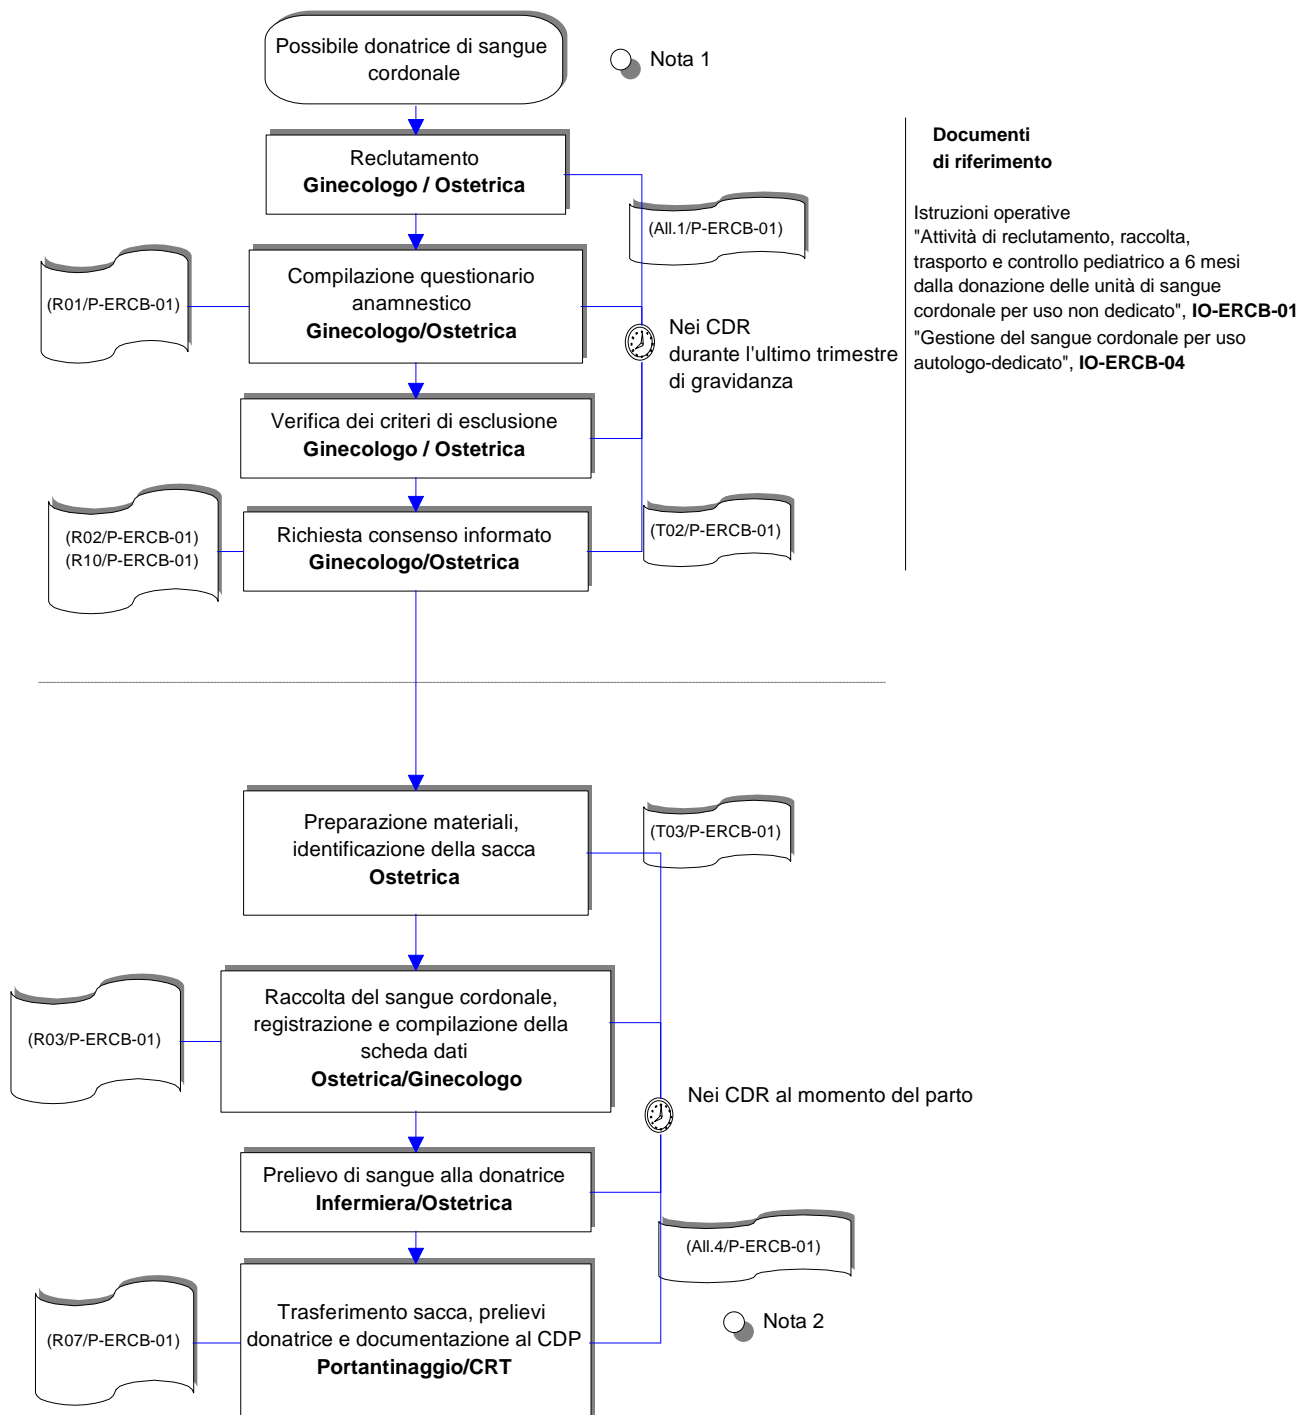 Possibile donatrice di sangue
cordonale
Nota 1
Reclutamento
Ginecologo / Ostetrica
(All.1/P-ERCB-01)
Documenti
di riferimento
Istruzioni operative
"Attività di reclutamento, raccolta,
trasporto e controllo pediatrico a 6 mesi
dalla donazione delle unità di sangue
cordonale per uso non dedicato", IO-ERCB-01
"Gestione del sangue cordonale per uso
autologo-dedicato", IO-ERCB-04
(R01/P-ERCB-01)
Compilazione questionario
anamnestico
Ginecologo/Ostetrica
Nei CDR
durante l'ultimo trimestre
di gravidanza
Verifica dei criteri di esclusione
Ginecologo / Ostetrica
(R02/P-ERCB-01)
(R10/P-ERCB-01)
Richiesta consenso informato
Ginecologo/Ostetrica
(T02/P-ERCB-01)
Preparazione materiali,
identificazione della sacca
Ostetrica
(T03/P-ERCB-01)
(R03/P-ERCB-01)
Raccolta del sangue cordonale,
registrazione e compilazione della
scheda dati
Ostetrica/Ginecologo
Nei CDR al momento del parto
Prelievo di sangue alla donatrice
Infermiera/Ostetrica
(All.4/P-ERCB-01)
(R07/P-ERCB-01)
Trasferimento sacca, prelievi
donatrice e documentazione al CDP
Portantinaggio/CRT
Nota 2